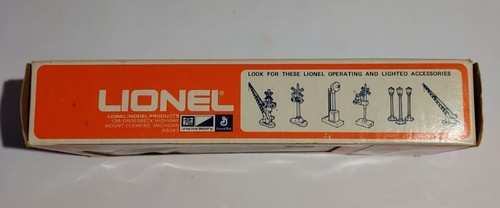 LOOK FOR THESE LIONEL OPERATING AND LIGHTED ACCESSORIES
LIONEL®
LIONEL/MODEL PRODUCTS
126 GROESBECK HIGHWAY
MOUNT CLEMENS, MICHIGAN
48043
mpc